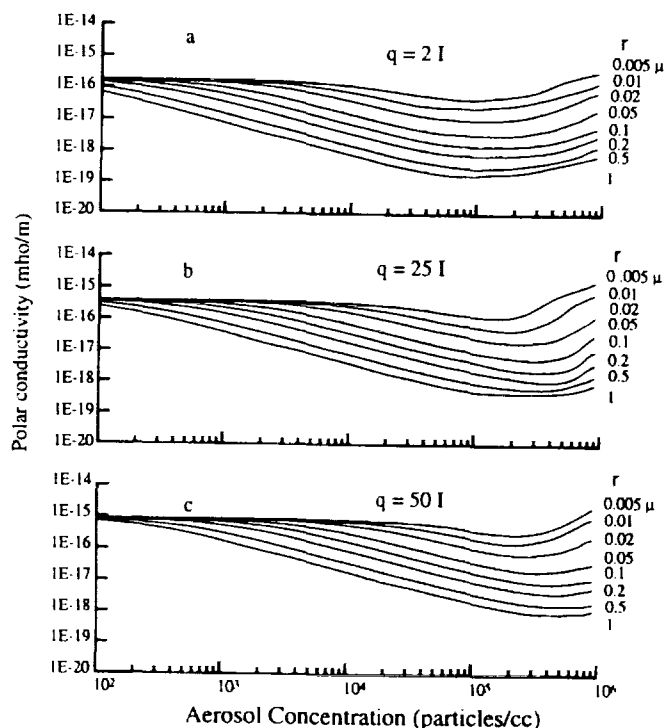 a
q = 2 I
r
1E-14
1E-15
1E-16
1E-17
1E-18
1E-19
1E-20
0.005 μ
0.01
0.02
0.05
0.1
0.2
0.5
1
b
q = 25 I
r
1E-14
1E-15
1E-16
1E-17
1E-18
1E-19
1E-20
0.005 μ
0.01
0.02
0.05
0.1
0.2
0.5
1
c
q = 50 I
r
1E-14
1E-15
1E-16
1E-17
1E-18
1E-19
1E-20
0.005 μ
0.01
0.02
0.05
0.1
0.2
0.5
1
10² 10³ 10⁴ 10⁵ 10⁶
Polar conductivity (mho/m)
Aerosol Concentration (particles/cc)